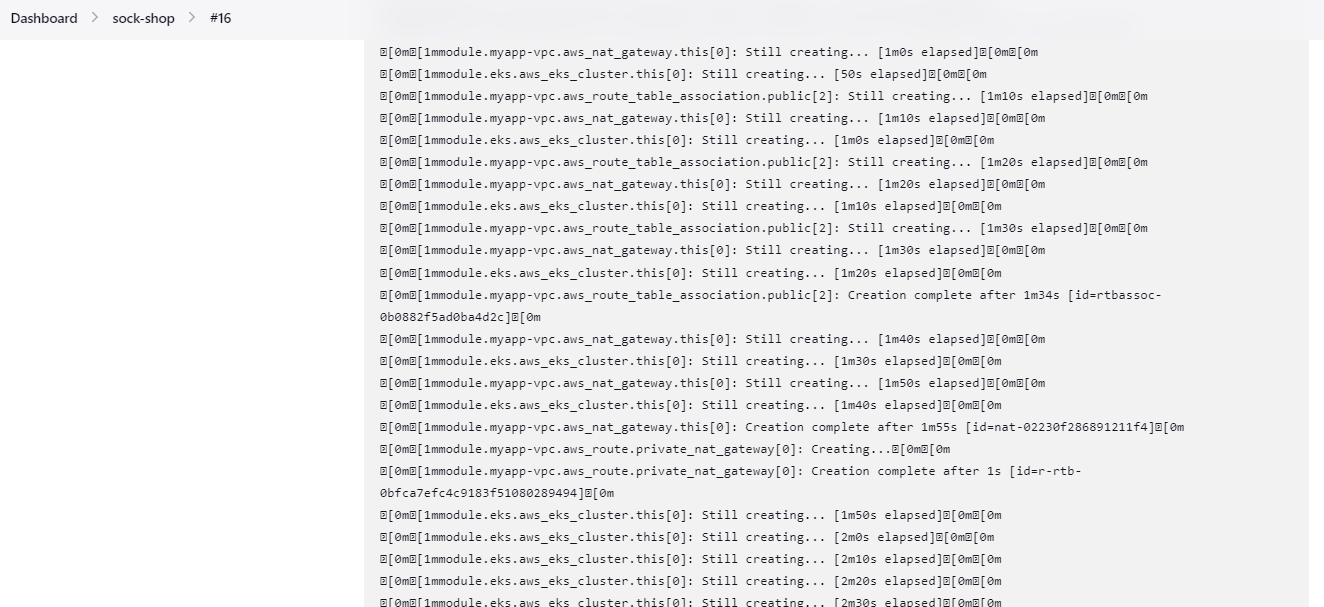 Dashboard > sock-shop > #16
␛[0m␛[1mmodule.myapp-vpc.aws_nat_gateway.this[0]: Still creating... [1m0s elapsed]␛[0m␛[0m
␛[0m␛[1mmodule.eks.aws_eks_cluster.this[0]: Still creating... [50s elapsed]␛[0m␛[0m
␛[0m␛[1mmodule.myapp-vpc.aws_route_table_association.public[2]: Still creating... [1m10s elapsed]␛[0m␛[0m
␛[0m␛[1mmodule.myapp-vpc.aws_nat_gateway.this[0]: Still creating... [1m10s elapsed]␛[0m␛[0m
␛[0m␛[1mmodule.eks.aws_eks_cluster.this[0]: Still creating... [1m0s elapsed]␛[0m␛[0m
␛[0m␛[1mmodule.myapp-vpc.aws_route_table_association.public[2]: Still creating... [1m20s elapsed]␛[0m␛[0m
␛[0m␛[1mmodule.myapp-vpc.aws_nat_gateway.this[0]: Still creating... [1m20s elapsed]␛[0m␛[0m
␛[0m␛[1mmodule.eks.aws_eks_cluster.this[0]: Still creating... [1m10s elapsed]␛[0m␛[0m
␛[0m␛[1mmodule.myapp-vpc.aws_route_table_association.public[2]: Still creating... [1m30s elapsed]␛[0m␛[0m
␛[0m␛[1mmodule.myapp-vpc.aws_nat_gateway.this[0]: Still creating... [1m30s elapsed]␛[0m␛[0m
␛[0m␛[1mmodule.eks.aws_eks_cluster.this[0]: Still creating... [1m20s elapsed]␛[0m␛[0m
␛[0m␛[1mmodule.myapp-vpc.aws_route_table_association.public[2]: Creation complete after 1m34s [id=rtbassoc-
0b0882f5ad0ba4d2c]␛[0m
␛[0m␛[1mmodule.myapp-vpc.aws_nat_gateway.this[0]: Still creating... [1m40s elapsed]␛[0m␛[0m
␛[0m␛[1mmodule.eks.aws_eks_cluster.this[0]: Still creating... [1m30s elapsed]␛[0m␛[0m
␛[0m␛[1mmodule.myapp-vpc.aws_nat_gateway.this[0]: Still creating... [1m50s elapsed]␛[0m␛[0m
␛[0m␛[1mmodule.eks.aws_eks_cluster.this[0]: Still creating... [1m40s elapsed]␛[0m␛[0m
␛[0m␛[1mmodule.myapp-vpc.aws_nat_gateway.this[0]: Creation complete after 1m55s [id=nat-02230f286891211f4]␛[0m
␛[0m␛[1mmodule.myapp-vpc.aws_route.private_nat_gateway[0]: Creating...␛[0m␛[0m
␛[0m␛[1mmodule.myapp-vpc.aws_route.private_nat_gateway[0]: Creation complete after 1s [id=r-rtb-
0bfca7efc4c9183f51080289494]␛[0m
␛[0m␛[1mmodule.eks.aws_eks_cluster.this[0]: Still creating... [1m50s elapsed]␛[0m␛[0m
␛[0m␛[1mmodule.eks.aws_eks_cluster.this[0]: Still creating... [2m0s elapsed]␛[0m␛[0m
␛[0m␛[1mmodule.eks.aws_eks_cluster.this[0]: Still creating... [2m10s elapsed]␛[0m␛[0m
␛[0m␛[1mmodule.eks.aws_eks_cluster.this[0]: Still creating... [2m20s elapsed]␛[0m␛[0m
␛[0m␛[1mmodule.eks.aws_eks_cluster.this[0]: Still creating... [2m30s elapsed]␛[0m␛[0m